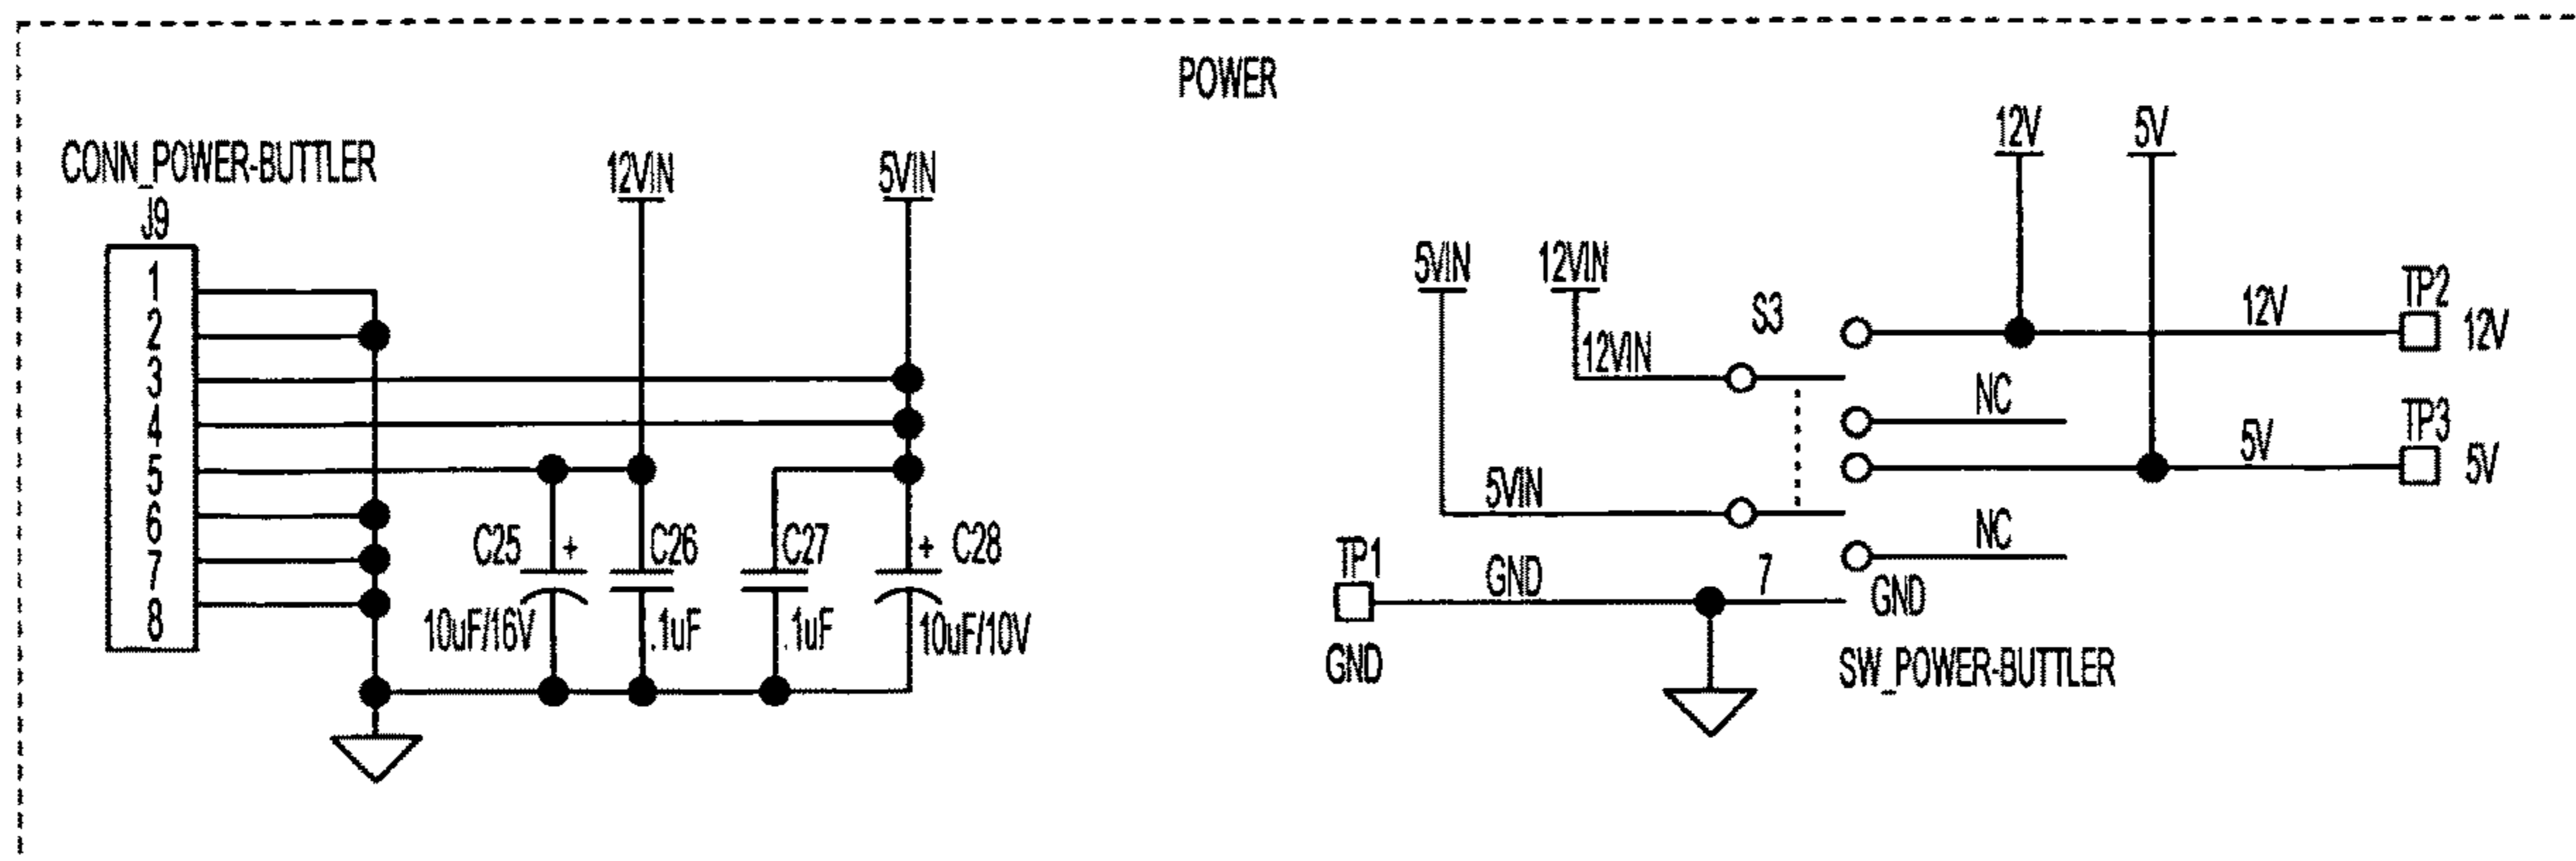 POWER
CONN_POWER-BUTTLER
J9
1
2
3
4
5
6
7
8
12VIN
5VIN
C25
+
10uF/16V
C26
.1uF
C27
.1uF
+
C28
10uF/10V
12V
5V
5VIN
12VIN
S3
12VIN
12V
TP2
12V
NC
5VIN
5V
TP3
5V
NC
TP1
GND
7
GND
GND
SW_POWER-BUTTLER